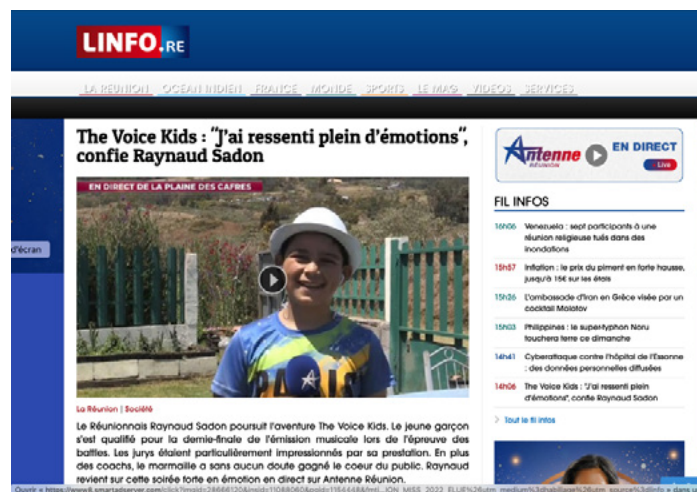 LINFO.RE
LA RÉUNION OCÉAN INDIEN FRANCE MONDE SPORTS LE MAG VIDÉOS SERVICES
The Voice Kids : "J'ai ressenti plein d'émotions",
confie Raynaud Sadon
EN DIRECT DE LA PLAINE DES CAFRES
d'écran
La Réunion | Société
Le Réunionnais Raynaud Sadon poursuit l'aventure The Voice Kids. Le jeune garçon
s'est qualifié pour la demie-finale de l'émission musicale lors de l'épreuve des
battles. Les jurys étaient particulièrement impressionnés par sa prestation. En plus
des coachs, le marmaille a sans aucun doute gagné le coeur du public. Raynaud
revient sur cette soirée forte en émotion en direct sur Antenne Réunion.
Antenne
RÉUNION
EN DIRECT
Live
FIL INFOS
16h06 Venezuela : sept participants à une
réunion religieuse tués dans des
inondations
15h57 Inflation : le prix du piment en forte hausse,
jusqu'à 15€ sur les étals
15h26 L'ambassade d'Iran en Grèce visée par un
cocktail Molotov
15h03 Philippines : le super-typhon Noru
touchera terre ce dimanche
14h41 Cyberattaque contre l'hôpital de l'Essonne
: des données personnelles diffusées
14h06 The Voice Kids : "J'ai ressenti plein
d'émotions", confie Raynaud Sadon
> Tout le fil infos